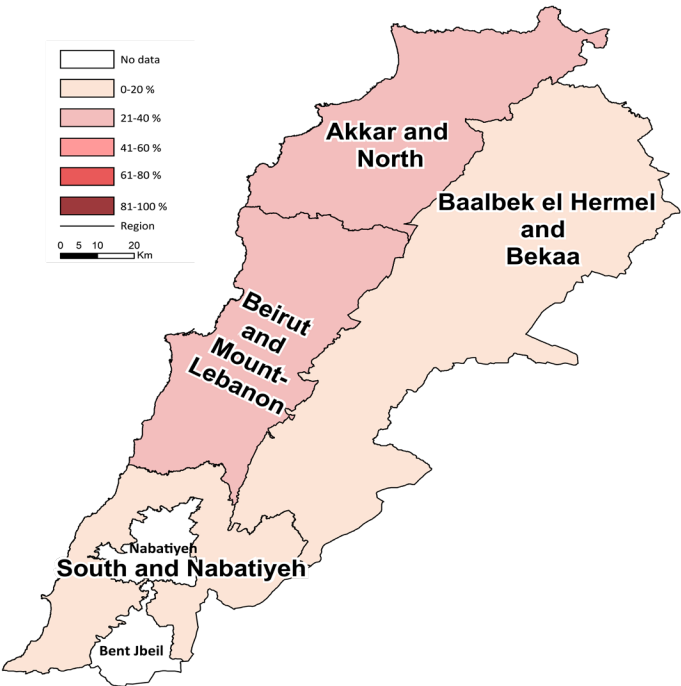 No data
0-20 %
21-40 %
41-60 %
61-80 %
81-100 %
Region
0 5 10 20
Km
Akkar and
North
Baalbek el Hermel
and
Bekaa
Beirut
and
Mount-
Lebanon
Nabatiyeh
South and Nabatiyeh
Bent Jbeil